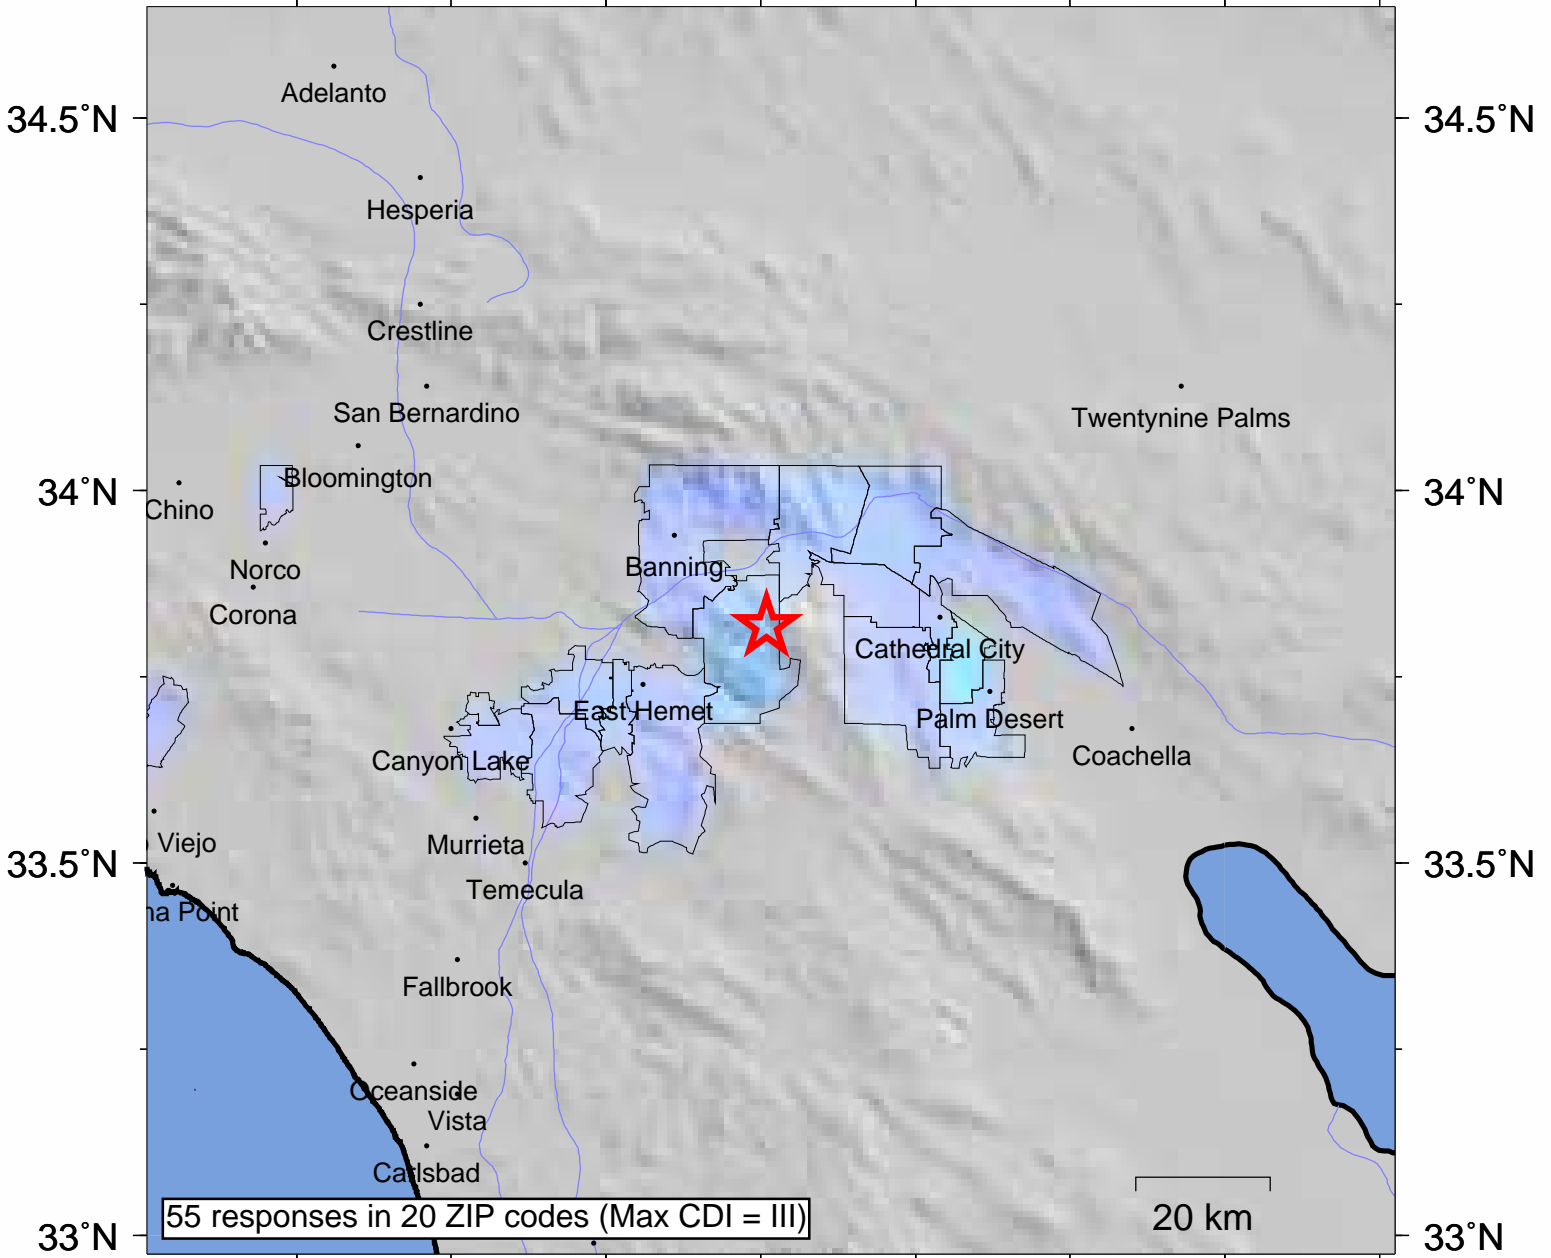 Adelanto
34.5°N
34.5°N
Hesperia
Crestline
San Bernardino
Twentynine Palms
Bloomington
34°N
34°N
Chino
Banning
Norco
Corona
Cathedral City
East Hemet
Palm Desert
Canyon Lake
Coachella
Viejo
Murrieta
33.5°N
33.5°N
Temecula
na Point
Fallbrook
Oceanside
Vista
Carlsbad
55 responses in 20 ZIP codes (Max CDI = III)
20 km
33°N
33°N